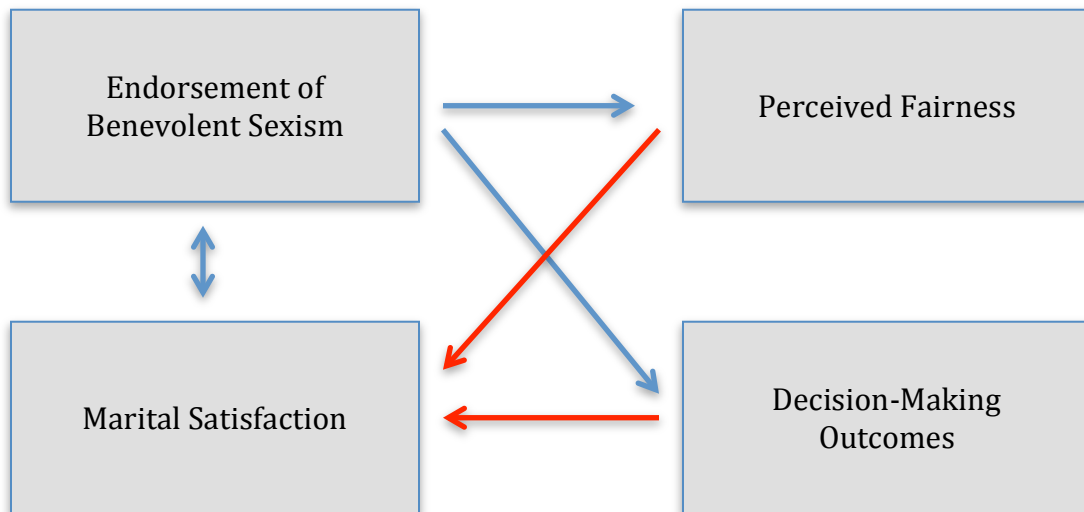 Endorsement of
Benevolent Sexism
Perceived Fairness
Marital Satisfaction
Decision-Making
Outcomes